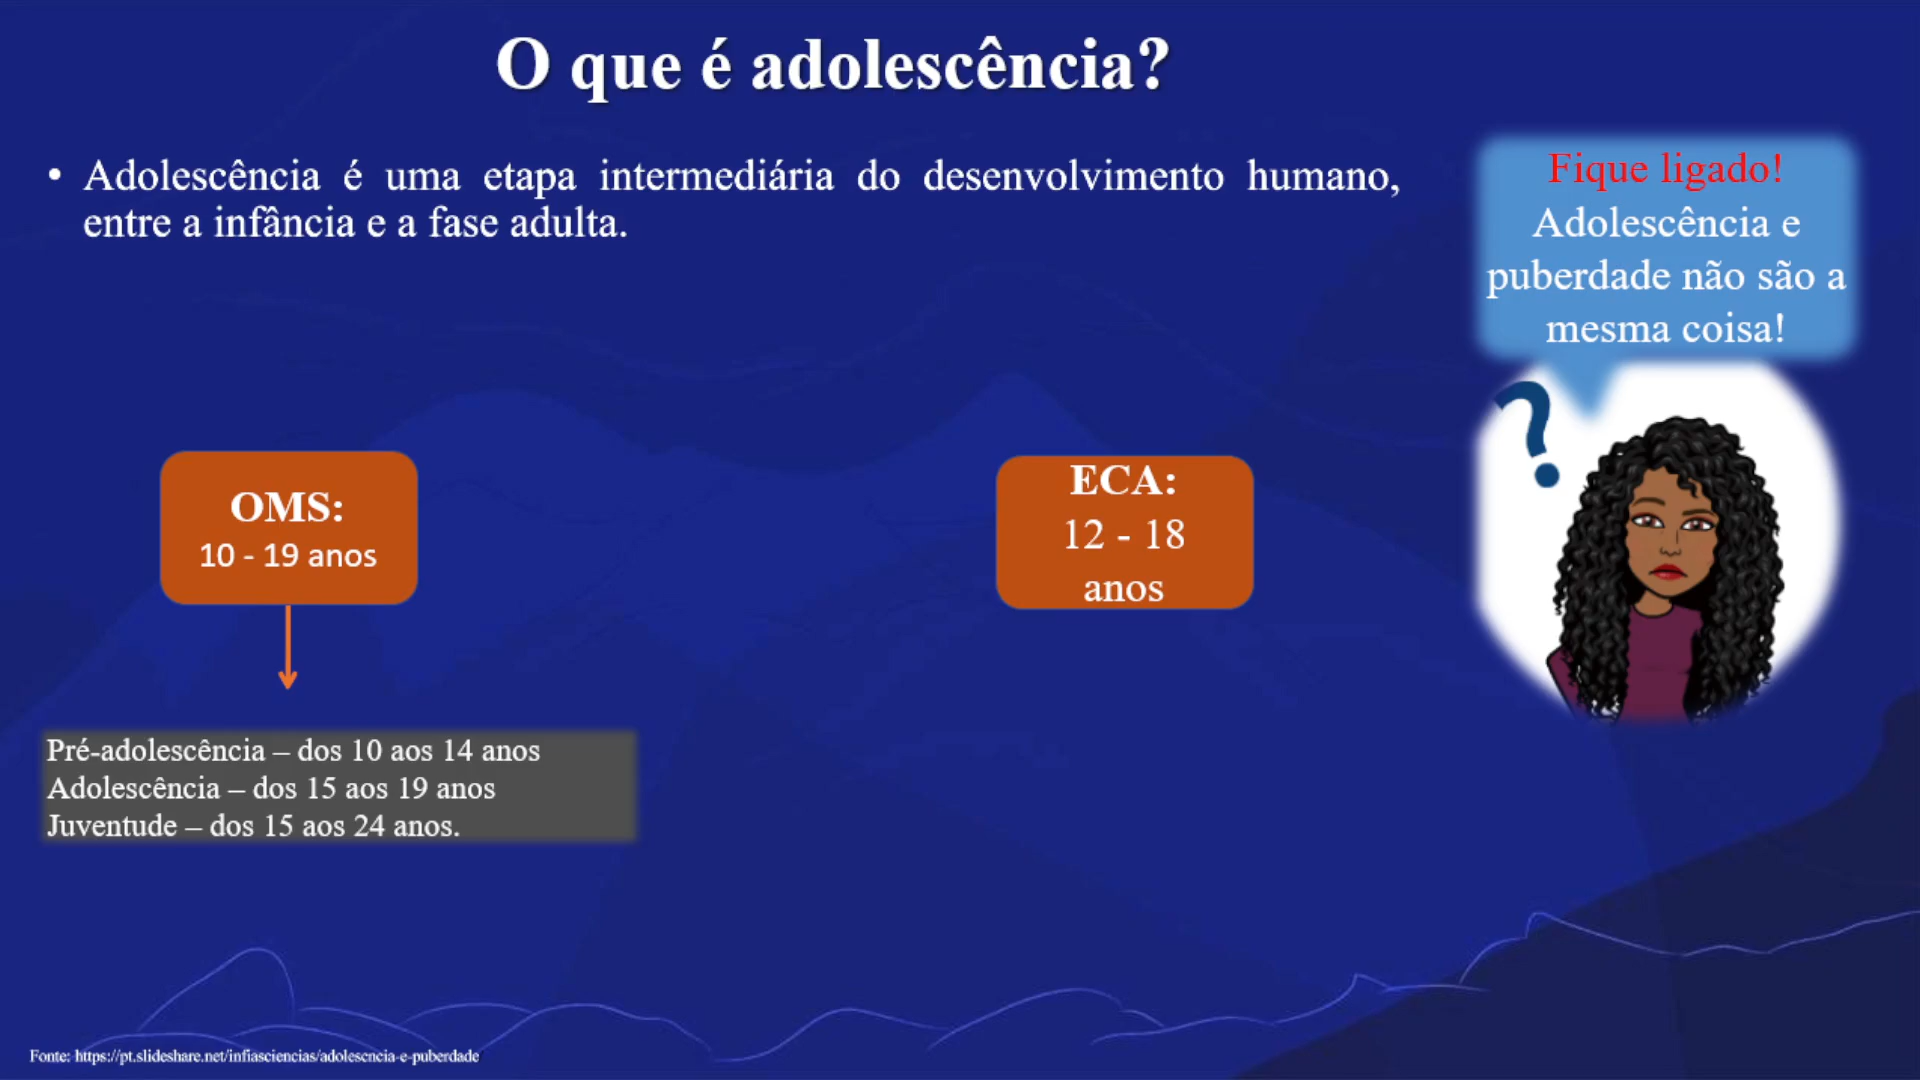 O que é adolescência?
• Adolescência é uma etapa intermediária do desenvolvimento humano,
entre a infância e a fase adulta.
Fique ligado!
Adolescência e
puberdade não são a
mesma coisa!
?
OMS:
10 - 19 anos
ECA:
12 - 18
anos
Pré-adolescência – dos 10 aos 14 anos
Adolescência – dos 15 aos 19 anos
Juventude – dos 15 aos 24 anos.
Fonte: https://pt.slideshare.net/infiasciencias/adolescncia-e-puberdade